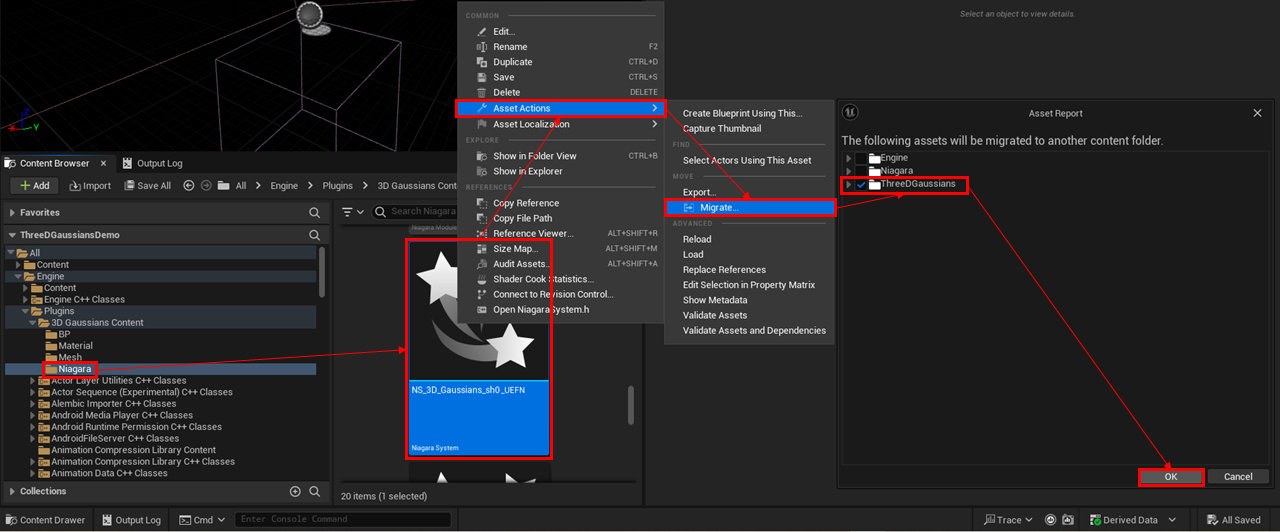 Y
Content Browser
Output Log
Add
Import
Save All
All
Engine
Plugins
3D Gaussians Cont
Favorites
ThreeDGaussiansDemo
All
Content
Engine
Content
Engine C++ Classes
Plugins
3D Gaussians Content
BP
Material
Mesh
Niagara
Actor Layer Utilities C++ Classes
Actor Sequence (Experimental) C++ Classes
Alembic Importer C++ Classes
Android Media Player C++ Classes
Android Runtime Permission C++ Classes
AndroidFileServer C++ Classes
Animation Compression Library Content
Animation Compression Library C++ Classes
Animation Data C++ Classes
Collections
Search Niagara
Niagara Module
NS_3D_Gaussians_sh0_UEFN
Niagara System
20 items (1 selected)
COMMON
Edit...
Rename F2
Duplicate CTRL+D
Save CTRL+S
Delete DELETE
Asset Actions
Asset Localization
EXPLORE
Show in Folder View CTRL+B
Show in Explorer
REFERENCES
Copy Reference
Copy File Path
Reference Viewer... ALT+SHIFT+R
Size Map... ALT+SHIFT+M
Audit Assets... ALT+SHIFT+A
Shader Cook Statistics...
Connect to Revision Control...
Open NiagaraSystem.h
Create Blueprint Using This...
Capture Thumbnail
FIND
Select Actors Using This Asset
MOVE
Export...
Migrate...
ADVANCED
Reload
Load
Replace References
Edit Selection in Property Matrix
Show Metadata
Validate Assets
Validate Assets and Dependencies
Select an object to view details.
Asset Report
The following assets will be migrated to another content folder.
Engine
Niagara
ThreeDGaussians
OK
Cancel
Content Drawer
Output Log
Cmd
Enter Console Command
Trace
Derived Data
All Saved